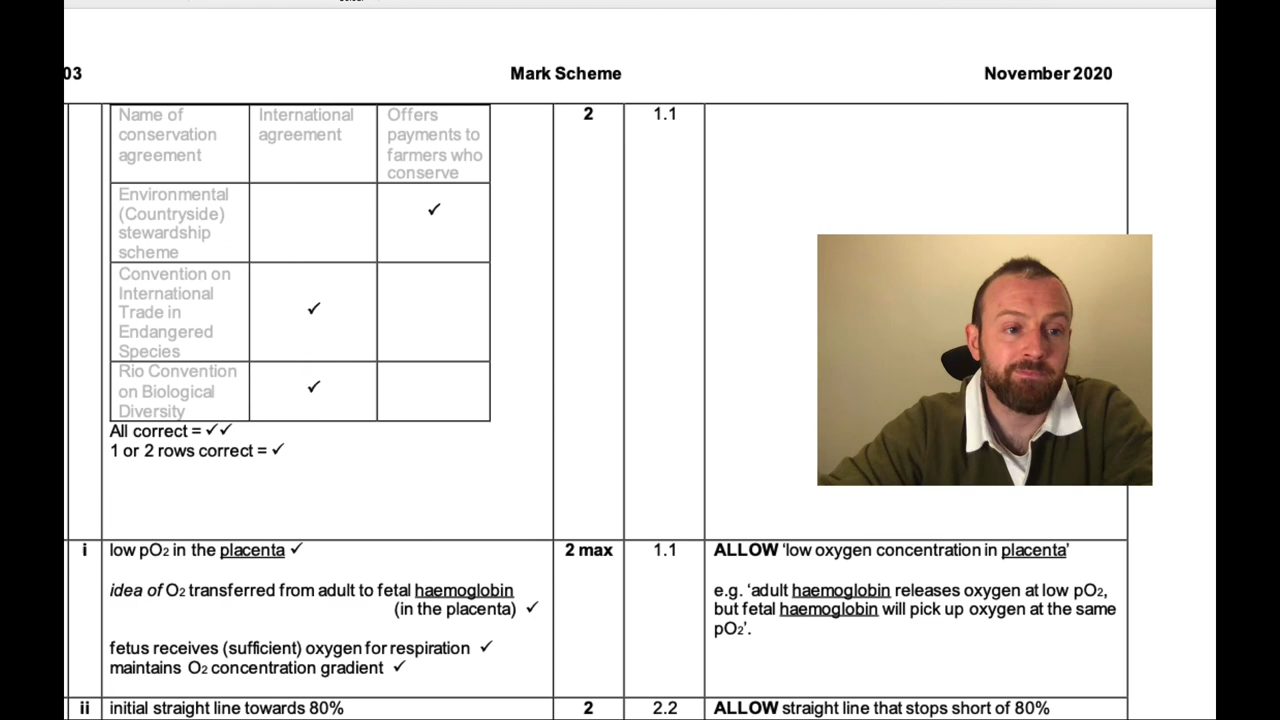 03
Mark Scheme
November 2020
Name of
conservation
agreement
International
agreement
Offers
payments to
farmers who
conserve
2
1.1
Environmental
(Countryside)
stewardship
scheme
✓
Convention on
International
Trade in
Endangered
Species
✓
Rio Convention
on Biological
Diversity
✓
All correct = ✓✓
1 or 2 rows correct = ✓
i
low pO2 in the placenta ✓
idea of O2 transferred from adult to fetal haemoglobin
(in the placenta) ✓
fetus receives (sufficient) oxygen for respiration ✓
maintains O2 concentration gradient ✓
2 max
1.1
ALLOW 'low oxygen concentration in placenta'
e.g. 'adult haemoglobin releases oxygen at low pO2,
but fetal haemoglobin will pick up oxygen at the same
pO2'.
ii
initial straight line towards 80%
2
2.2
ALLOW straight line that stops short of 80%